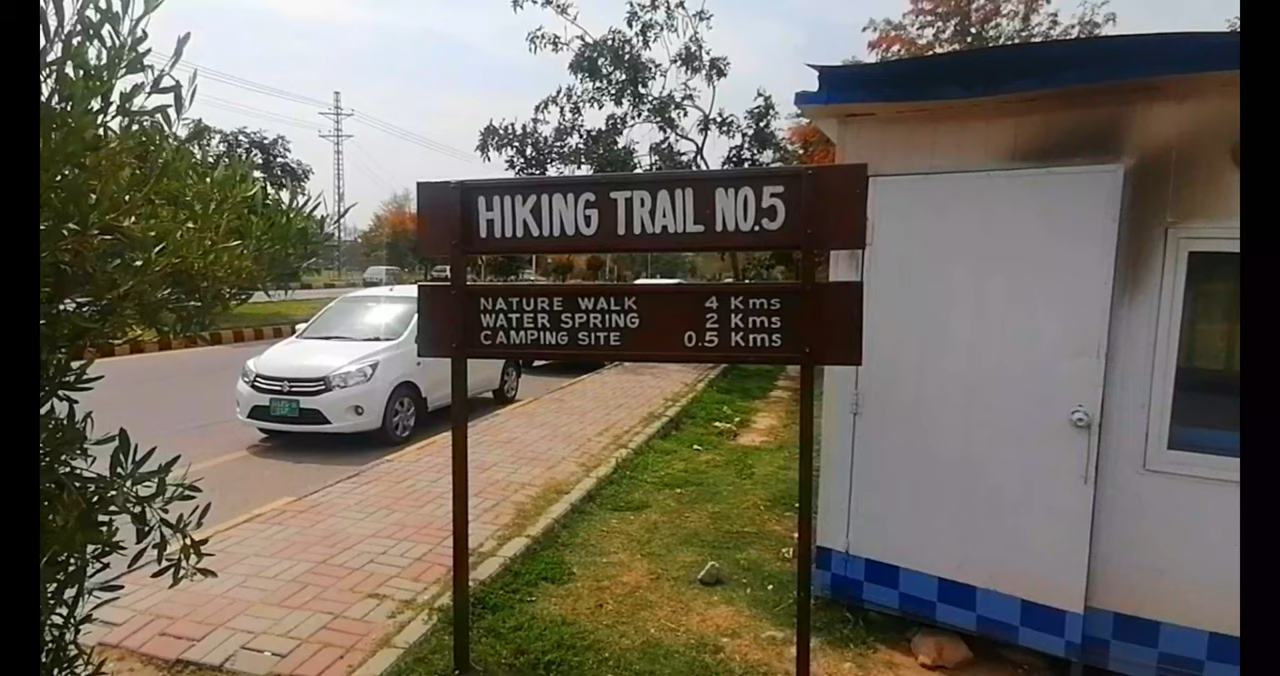 HIKING TRAIL NO.5
NATURE WALK 4 Kms
WATER SPRING 2 Kms
CAMPING SITE 0.5 Kms